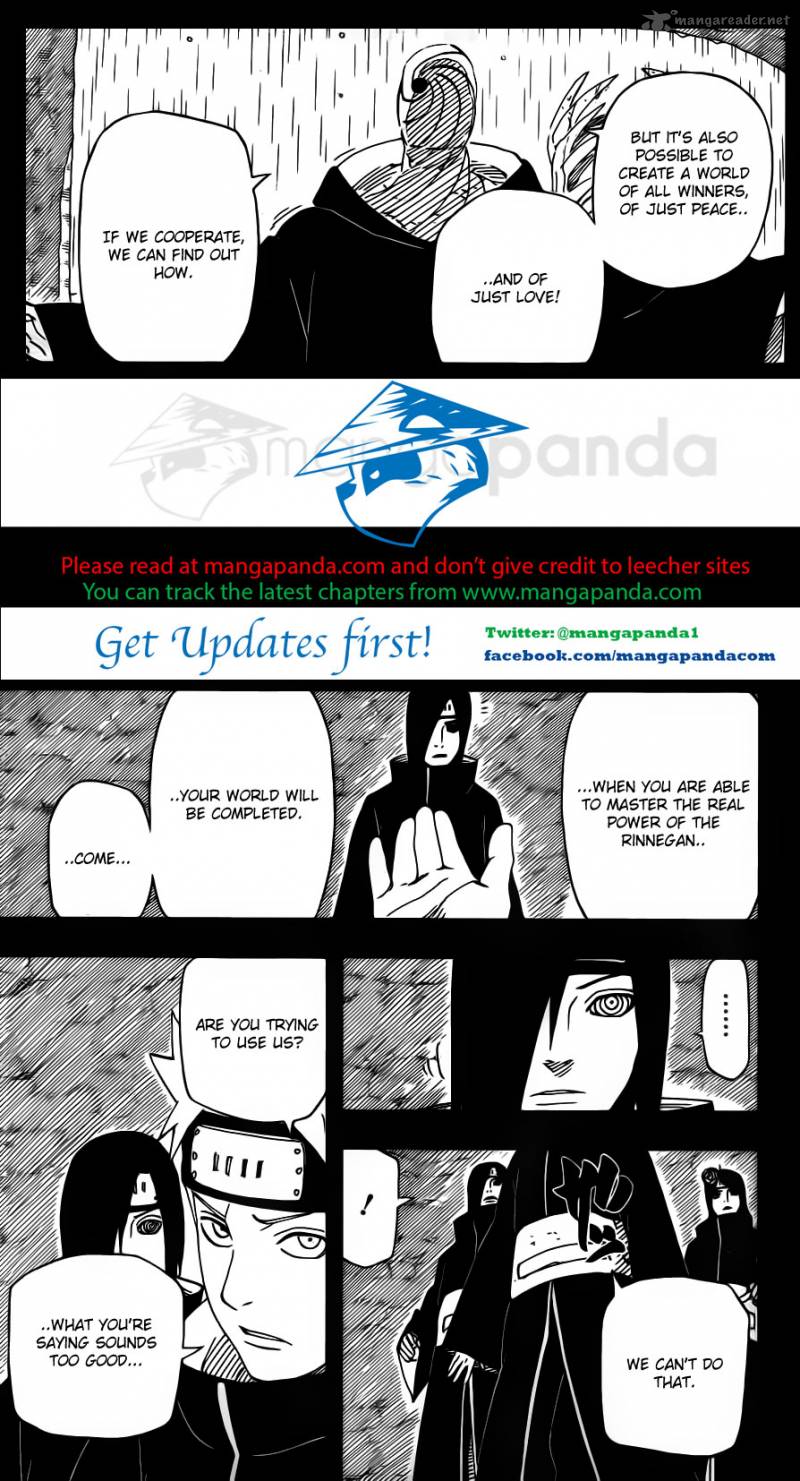 mangareader.net
BUT IT'S ALSO
POSSIBLE TO
CREATE A WORLD
OF ALL WINNERS,
OF JUST PEACE..
..AND OF
JUST LOVE!
IF WE COOPERATE,
WE CAN FIND OUT
HOW.
mangapanda
Please read at mangapanda.com and don't give credit to leecher sites
You can track the latest chapters from www.mangapanda.com
Get Updates first!
Twitter: @mangapanda1
facebook.com/mangapandacom
...WHEN YOU ARE ABLE
TO MASTER THE REAL
POWER OF THE
RINNEGAN..
..YOUR WORLD WILL
BE COMPLETED.
..COME...
......
ARE YOU TRYING
TO USE US?
..WHAT YOU'RE
SAYING SOUNDS
TOO GOOD...
!
WE CAN'T DO
THAT.